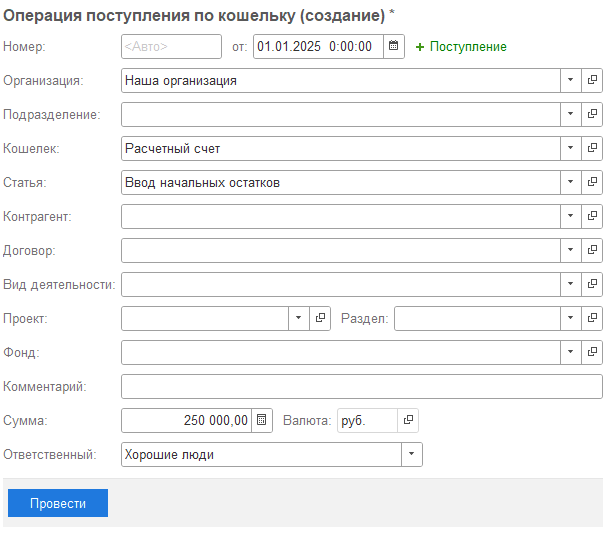 Операция поступления по кошельку (создание) *
Номер: <Авто> от: 01.01.2025 0:00:00 + Поступление
Организация: Наша организация
Подразделение:
Кошелек: Расчетный счет
Статья: Ввод начальных остатков
Контрагент:
Договор:
Вид деятельности:
Проект: Раздел:
Фонд:
Комментарий:
Сумма: 250 000,00 Валюта: руб.
Ответственный: Хорошие люди
Провести